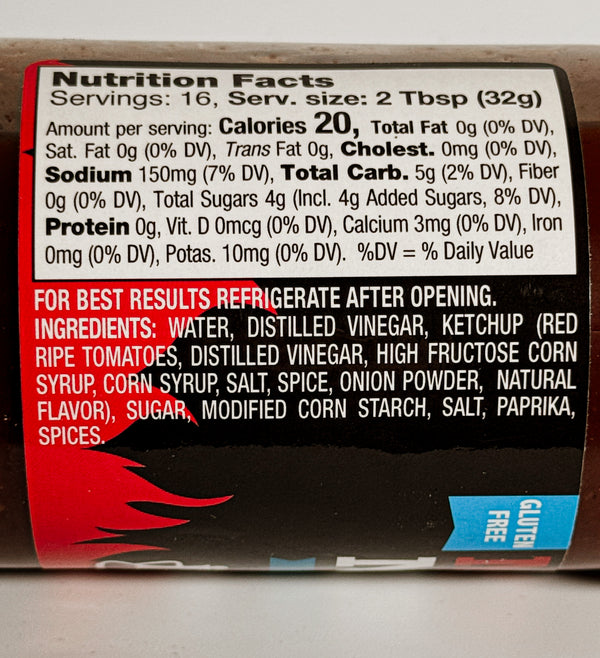 Nutrition Facts
Servings: 16, Serv. size: 2 Tbsp (32g)
Amount per serving: Calories 20, Total Fat 0g (0% DV),
Sat. Fat 0g (0% DV), Trans Fat 0g, Cholest. 0mg (0% DV),
Sodium 150mg (7% DV), Total Carb. 5g (2% DV), Fiber
0g (0% DV), Total Sugars 4g (Incl. 4g Added Sugars, 8% DV),
Protein 0g, Vit. D 0mcg (0% DV), Calcium 3mg (0% DV), Iron
0mg (0% DV), Potas. 10mg (0% DV). %DV = % Daily Value
FOR BEST RESULTS REFRIGERATE AFTER OPENING.
INGREDIENTS: WATER, DISTILLED VINEGAR, KETCHUP (RED
RIPE TOMATOES, DISTILLED VINEGAR, HIGH FRUCTOSE CORN
SYRUP, CORN SYRUP, SALT, SPICE, ONION POWDER, NATURAL
FLAVOR), SUGAR, MODIFIED CORN STARCH, SALT, PAPRIKA,
SPICES.
GLUTEN
FREE